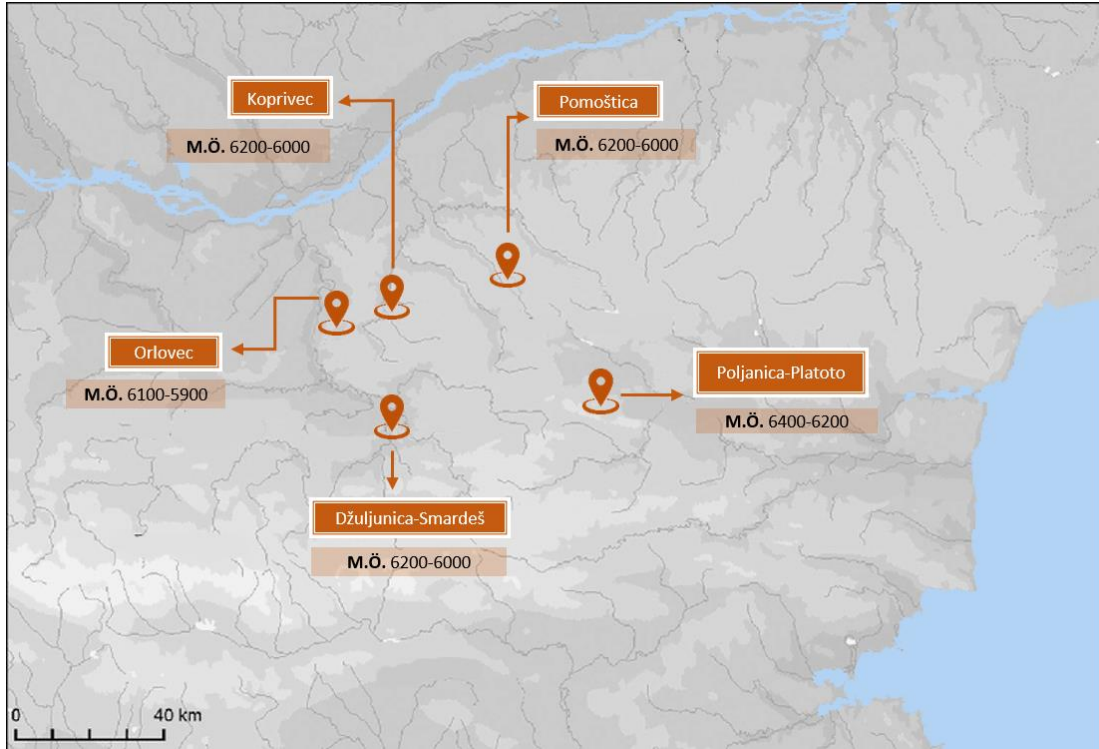 Koprivec
M.Ö. 6200-6000
Pomoštica
M.Ö. 6200-6000
Orlovec
M.Ö. 6100-5900
Poljanica-Platoto
M.Ö. 6400-6200
Džuljunica-Smardeš
M.Ö. 6200-6000
0 40 km